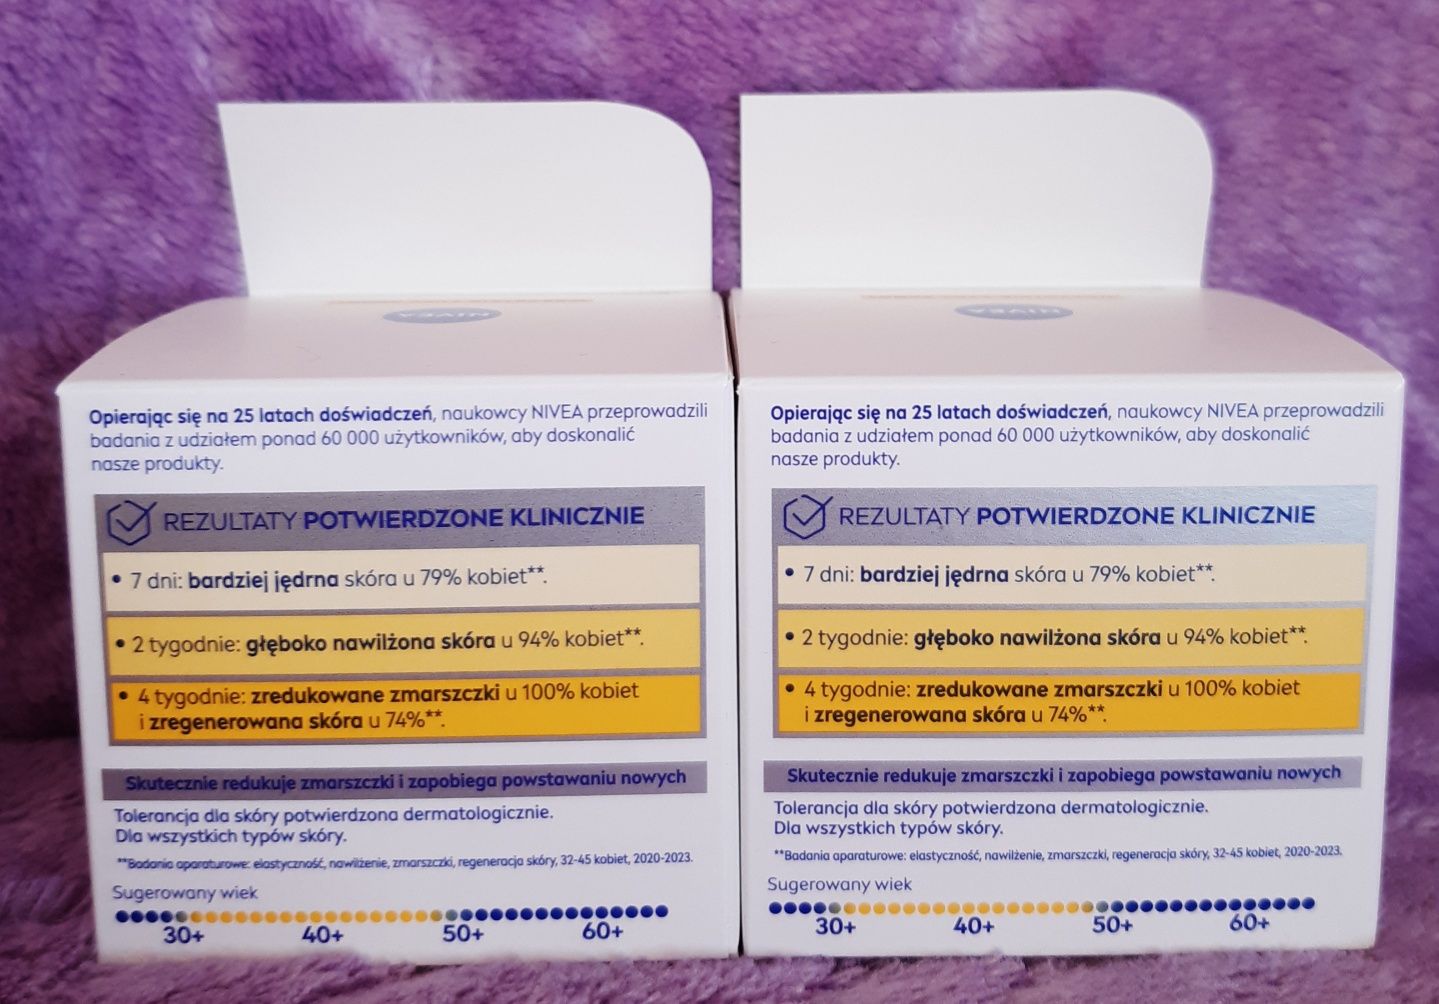 NIVEA
Opierając się na 25 latach doświadczeń, naukowcy NIVEA przeprowadzili
badania z udziałem ponad 60 000 użytkowników, aby doskonalić
nasze produkty.
REZULTATY POTWIERDZONE KLINICZNIE
• 7 dni: bardziej jędrna skóra u 79% kobiet**.
• 2 tygodnie: głęboko nawilżona skóra u 94% kobiet**.
• 4 tygodnie: zredukowane zmarszczki u 100% kobiet
i zregenerowana skóra u 74%**.
Skutecznie redukuje zmarszczki i zapobiega powstawaniu nowych
Tolerancja dla skóry potwierdzona dermatologicznie.
Dla wszystkich typów skóry.
**Badania aparaturowe: elastyczność, nawilżenie, zmarszczki, regeneracja skóry, 32-45 kobiet, 2020-2023.
Sugerowany wiek
30+ 40+ 50+ 60+
NIVEA
Opierając się na 25 latach doświadczeń, naukowcy NIVEA przeprowadzili
badania z udziałem ponad 60 000 użytkowników, aby doskonalić
nasze produkty.
REZULTATY POTWIERDZONE KLINICZNIE
• 7 dni: bardziej jędrna skóra u 79% kobiet**.
• 2 tygodnie: głęboko nawilżona skóra u 94% kobiet**.
• 4 tygodnie: zredukowane zmarszczki u 100% kobiet
i zregenerowana skóra u 74%**.
Skutecznie redukuje zmarszczki i zapobiega powstawaniu nowych
Tolerancja dla skóry potwierdzona dermatologicznie.
Dla wszystkich typów skóry.
**Badania aparaturowe: elastyczność, nawilżenie, zmarszczki, regeneracja skóry, 32-45 kobiet, 2020-2023.
Sugerowany wiek
30+ 40+ 50+ 60+